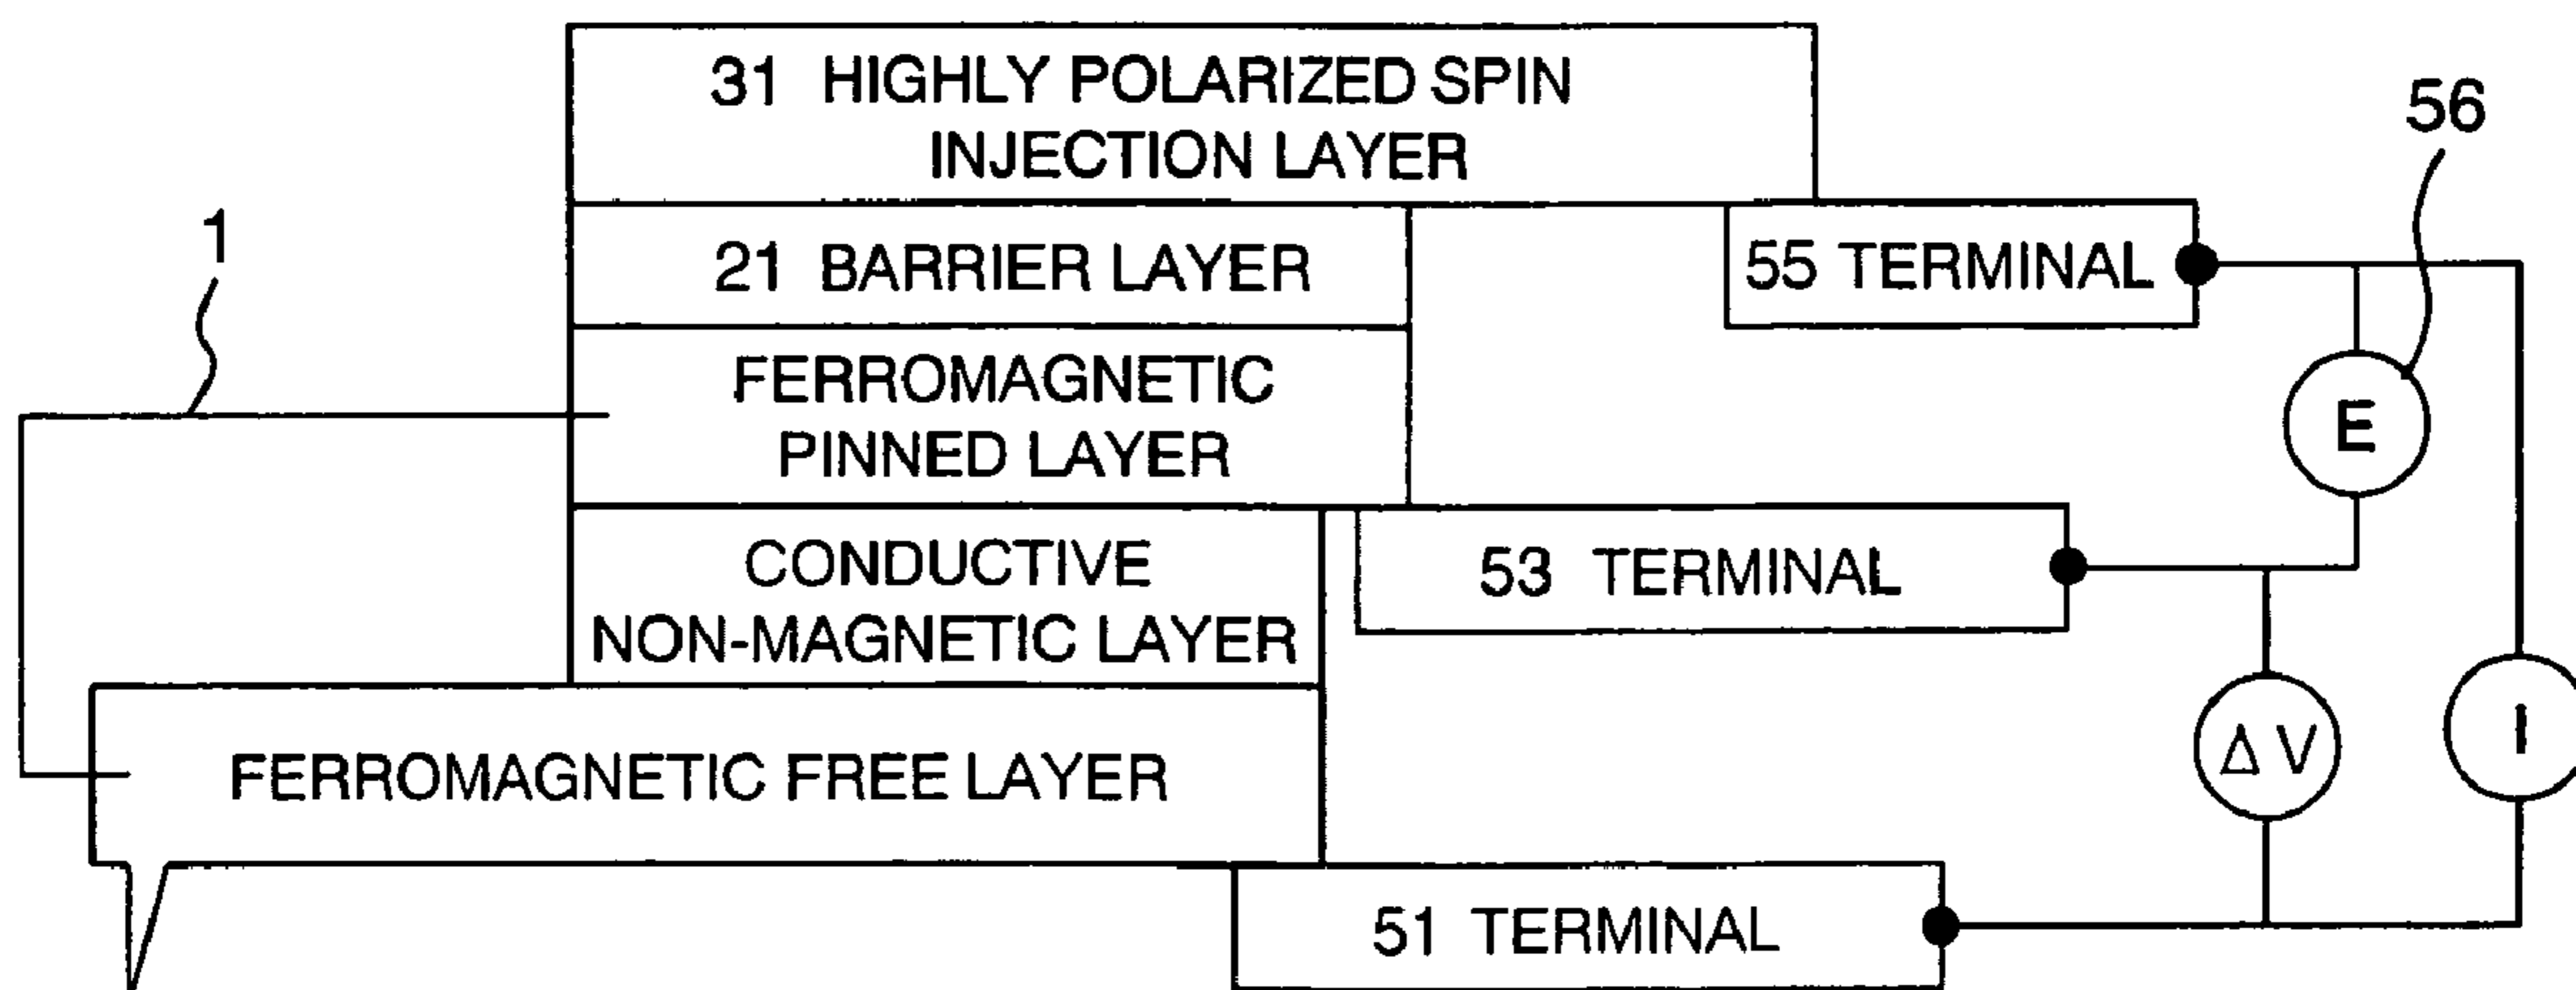 31 HIGHLY POLARIZED SPIN
INJECTION LAYER
56
1
21 BARRIER LAYER
55 TERMINAL
FERROMAGNETIC
PINNED LAYER
E
CONDUCTIVE
NON-MAGNETIC LAYER
53 TERMINAL
FERROMAGNETIC FREE LAYER
Δ V
I
51 TERMINAL